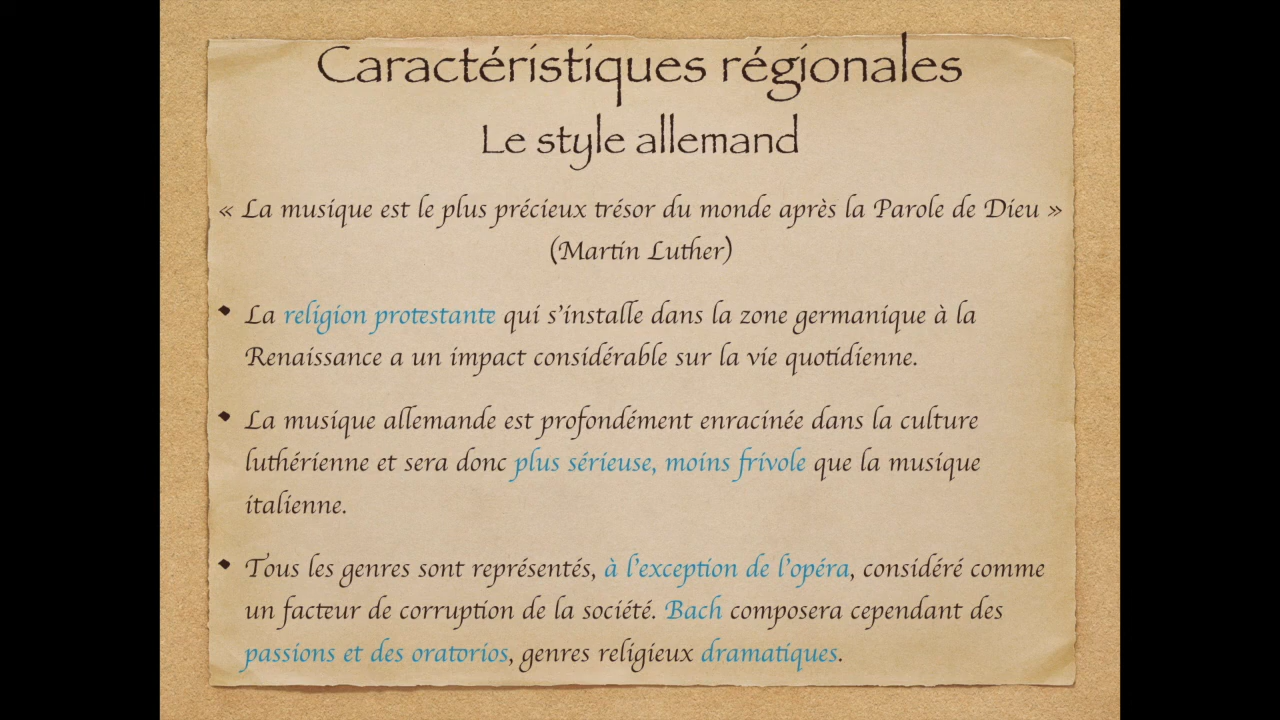 Caractéristiques régionales
Le style allemand
« La musique est le plus précieux trésor du monde après la Parole de Dieu »
(Martin Luther)
• La religion protestante qui s'installe dans la zone germanique à la
Renaissance a un impact considérable sur la vie quotidienne.
• La musique allemande est profondément enracinée dans la culture
luthérienne et sera donc plus sérieuse, moins frivole que la musique
italienne.
• Tous les genres sont représentés, à l'exception de l'opéra, considéré comme
un facteur de corruption de la société. Bach composera cependant des
passions et des oratorios, genres religieux dramatiques.